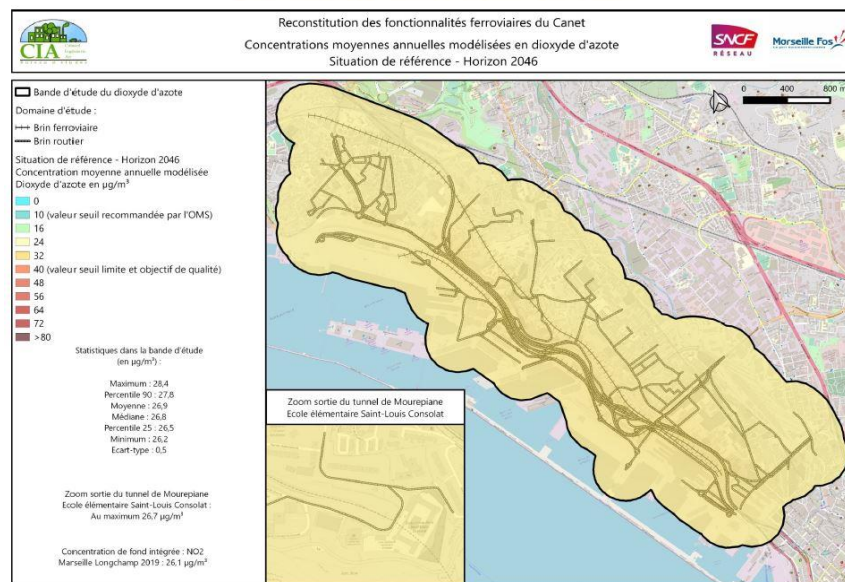 CIA
Reconstitution des fonctionnalités ferroviaires du Canet
Concentrations moyennes annuelles modélisées en dioxyde d'azote
Situation de référence - Horizon 2046
SNCF
RÉSEAU
Marseille Fos
Bande d'étude du dioxyde d'azote
Domaine d'étude :
Brin ferroviaire
Brin routier
Situation de référence - Horizon 2046
Concentration moyenne annuelle modélisée
Dioxyde d'azote en µg/m³
0
10 (valeur seuil recommandée par l'OMS)
16
24
32
40 (valeur seuil limite et objectif de qualité)
48
56
64
72
>80
Statistiques dans la bande d'étude
(en µg/m³) :
Maximum : 28,4
Percentile 90 : 27,8
Moyenne : 26,9
Médiane : 26,8
Percentile 25 : 26,5
Minimum : 26,2
Ecart-type : 0,5
Zoom sortie du tunnel de Mourepiane
Ecole élémentaire Saint-Louis Consolat :
Au maximum 26,7 µg/m³
Concentration de fond intégrée : NO2
Marseille Longchamp 2019 : 26,1 µg/m³
0 400 800 m
Zoom sortie du tunnel de Mourepiane
Ecole élémentaire Saint-Louis Consolat